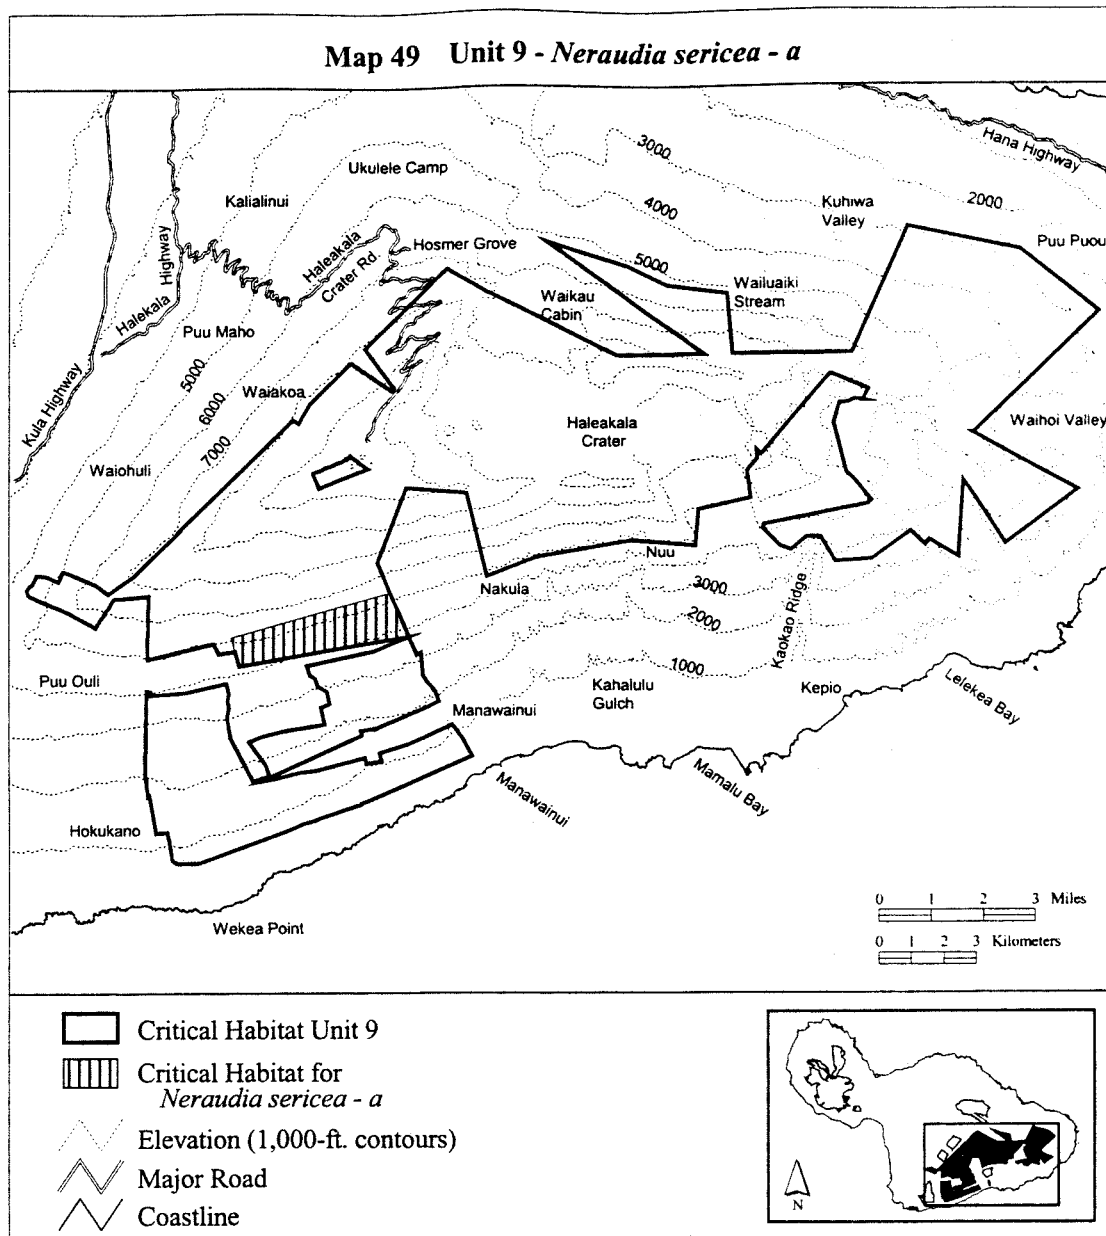 Map 49 Unit 9 - Neraudia sericea - a
Hana Highway
3000
Ukulele Camp
2000
Kalialinui
4000
Kuhiwa
Valley
Puu Puou
Highway
Haleakala
Crater Rd.
Hosmer Grove
5000
Wailuaiki
Stream
Waikau
Cabin
Halekala
Puu Maho
5000
Waiakoa
6000
Kula Highway
Haleakala
Crater
Waihoi Valley
7000
Waiohuli
Nuu
Nakula
3000
2000
Kaokao Ridge
1000
Puu Ouli
Kahalulu
Gulch
Kepio
Lelekea Bay
Manawainui
Mamalu Bay
Manawainui
Hokukano
Wekea Point
0 1 2 3 Miles
0 1 2 3 Kilometers
Critical Habitat Unit 9
Critical Habitat for
Neraudia sericea - a
Elevation (1,000-ft. contours)
Major Road
Coastline
N